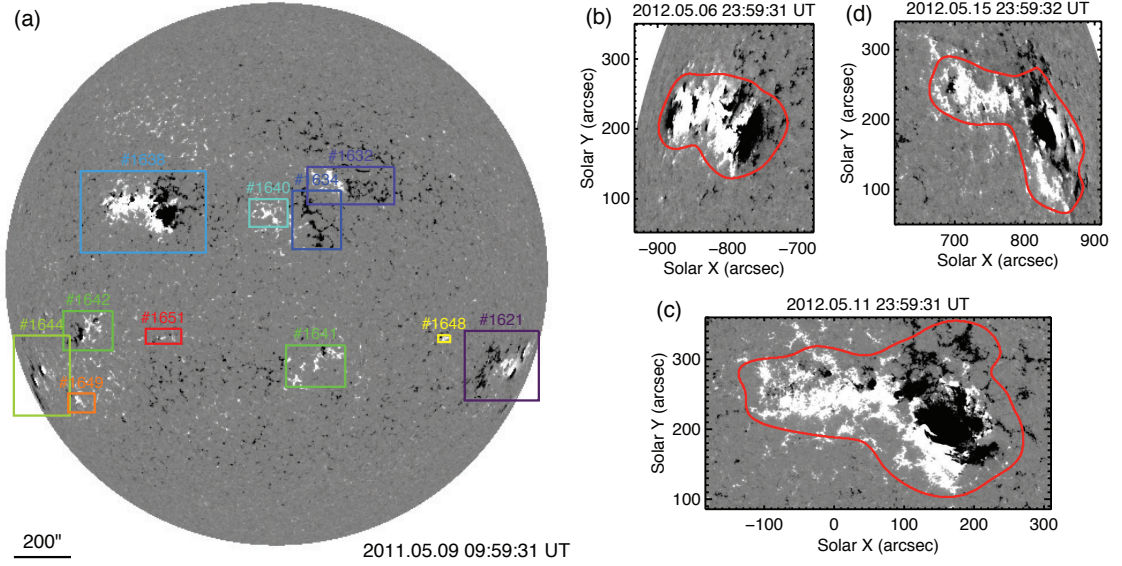 (a)
#1638
#1632
#1640
#1634
#1642
#1651
#1644
#1641
#1648
#1621
#1649
200"
2011.05.09 09:59:31 UT
(b)
2012.05.06 23:59:31 UT
300
200
100
Solar Y (arcsec)
−900
−800
−700
Solar X (arcsec)
(d)
2012.05.15 23:59:32 UT
300
200
100
Solar Y (arcsec)
700
800
900
Solar X (arcsec)
(c)
2012.05.11 23:59:31 UT
300
200
100
Solar Y (arcsec)
−100
0
100
200
300
Solar X (arcsec)